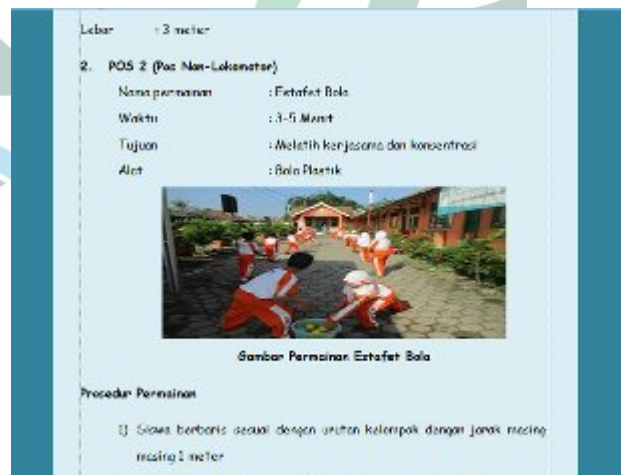 Lebar : 3 meter
2. POS 2 (Pos Non-Lokomotor)
Nama permainan : Estafet Bola
Waktu : 3-5 Menit
Tujuan : Melatih kerjasama dan konsentrasi
Alat : Bola Plastik
Gambar Permainan Estafet Bola
Prosedur Permainan
1) Siswa berbaris sesuai dengan urutan kelompok dengan jarak masing
masing 1 meter